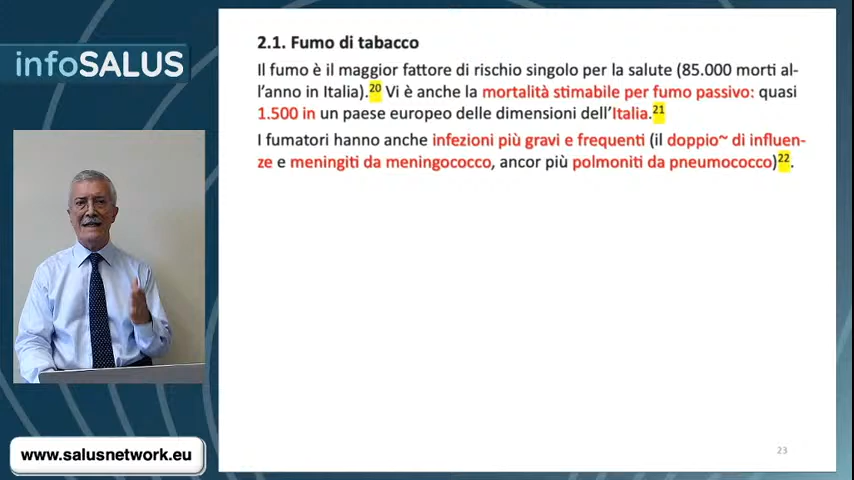 infoSALUS
2.1. Fumo di tabacco
Il fumo è il maggior fattore di rischio singolo per la salute (85.000 morti al-
l'anno in Italia).20 Vi è anche la mortalità stimabile per fumo passivo: quasi
1.500 in un paese europeo delle dimensioni dell'Italia.21
I fumatori hanno anche infezioni più gravi e frequenti (il doppio~ di influen-
ze e meningiti da meningococco, ancor più polmoniti da pneumococco)22.
23
www.salusnetwork.eu